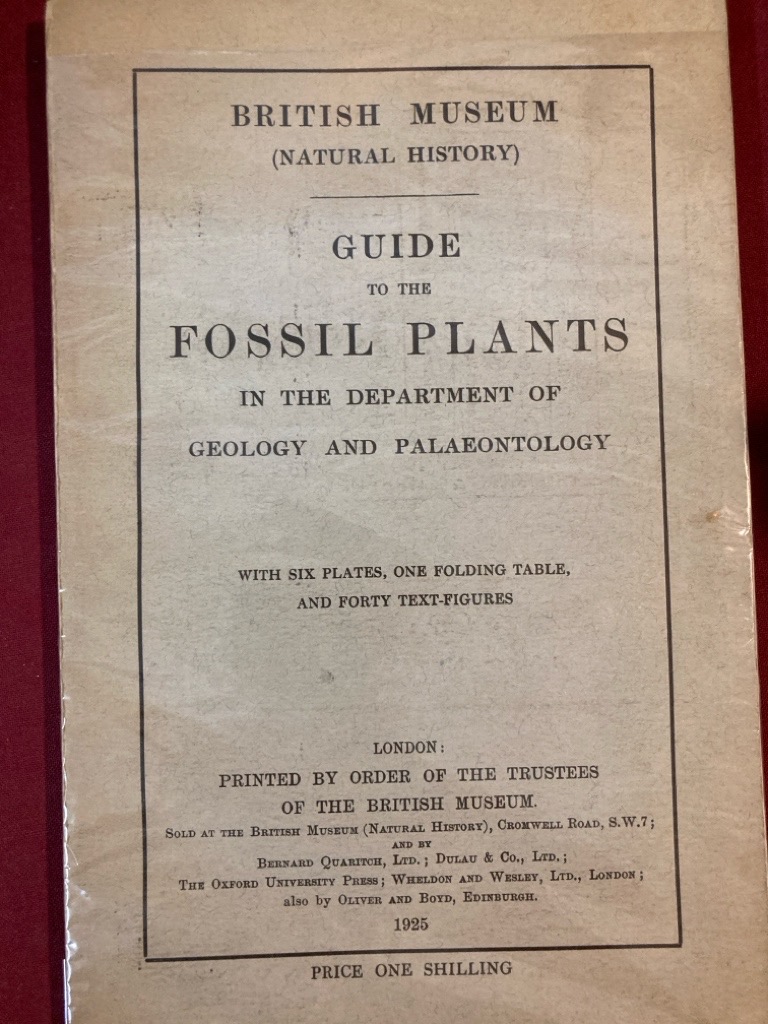 BRITISH MUSEUM
(NATURAL HISTORY)
GUIDE
TO THE
FOSSIL PLANTS
IN THE DEPARTMENT OF
GEOLOGY AND PALAEONTOLOGY
WITH SIX PLATES, ONE FOLDING TABLE,
AND FORTY TEXT-FIGURES
LONDON:
PRINTED BY ORDER OF THE TRUSTEES
OF THE BRITISH MUSEUM.
SOLD AT THE BRITISH MUSEUM (NATURAL HISTORY), CROMWELL ROAD, S.W.7;
AND BY
BERNARD QUARITCH, LTD.; DULAU & CO., LTD.;
THE OXFORD UNIVERSITY PRESS; WHELDON AND WESLEY, LTD., LONDON;
also by OLIVER AND BOYD, EDINBURGH.
1925
PRICE ONE SHILLING